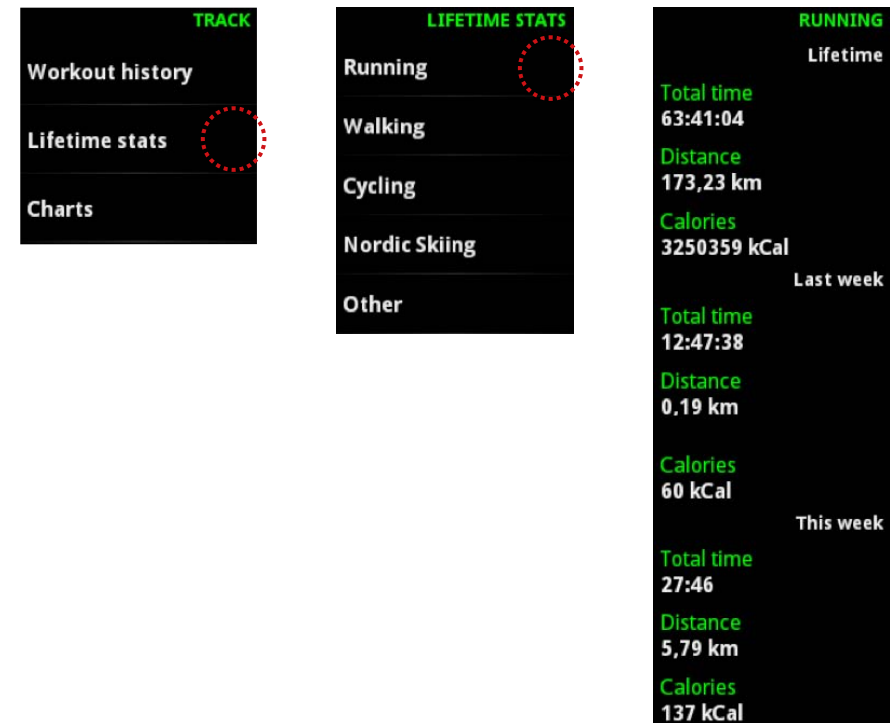 TRACK
Workout history
Lifetime stats
Charts
LIFETIME STATS
Running
Walking
Cycling
Nordic Skiing
Other
RUNNING
Lifetime
Total time
63:41:04
Distance
173,23 km
Calories
3250359 kCal
Last week
Total time
12:47:38
Distance
0,19 km
Calories
60 kCal
This week
Total time
27:46
Distance
5,79 km
Calories
137 kCal